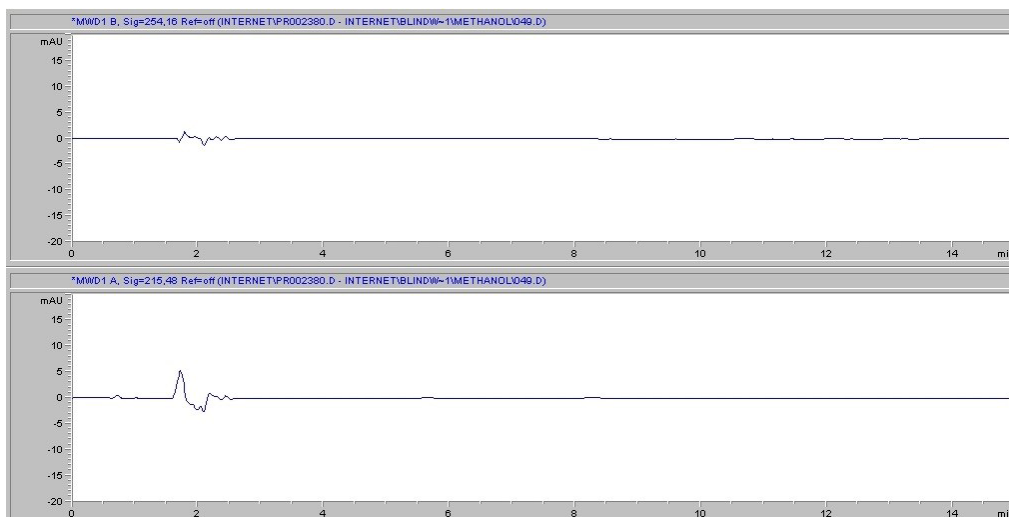 *MWD1 B, Sig=254,16 Ref=off (INTERNET\PR002380.D - INTERNET\BLINDW~1\METHANOL\049.D)
mAU
15
10
5
0
-5
-10
-15
-20
0 2 4 6 8 10 12 14 mi
*MWD1 A, Sig=215,48 Ref=off (INTERNET\PR002380.D - INTERNET\BLINDW~1\METHANOL\049.D)
mAU
15
10
5
0
-5
-10
-15
-20
0 2 4 6 8 10 12 14 mi